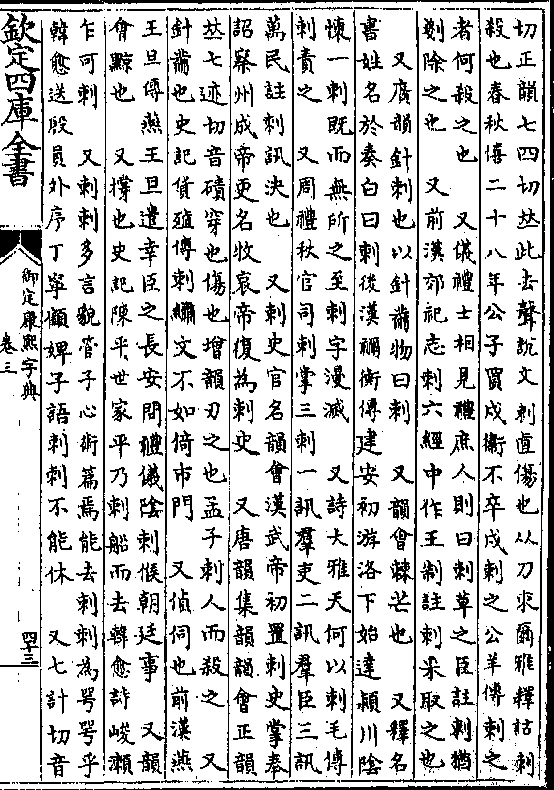 切正韻七四切𠀤此去聲說文刺直傷也从刀朿爾雅釋詁刺
殺也春秋僖二十八年公子買戍衞不卒戍刺之公羊傳刺之
者何殺之也　又儀禮士相見禮庶人則曰刺草之臣註刺猶
剗除之也　又前漢郊祀志刺六經中作王制註刺采取之也
又廣韻針刺也以針黹物曰刺　又韻會棘芒也　又釋名
書姓名於奏白曰刺後漢禰衡傳建安初游洛下始達潁川陰
懷一刺旣而無所之至刺字漫滅　又詩大雅天何以刺毛傳
刺責之　又周禮秋官司刺掌三刺一訊羣吏二訊羣臣三訊
萬民註刺訊決也　又刺史官名韻會漢武帝初置刺史掌奉
詔察州成帝更名牧哀帝復為刺史　又唐韻集韻韻會正韻
𠀤七迹切音磧穿也傷也增韻刃之也孟子刺人而殺之　又
針黹也史記貨殖傳刺繡文不如倚市門　又偵伺也前漢燕
王旦傳燕王旦遣幸臣之長安問禮儀陰刺候朝廷事　又韻
會黥也　又撑也史記陳平世家平乃刺船而去韓愈詩峻瀨
乍可刺　又刺刺多言貌管子心術篇焉能去刺刺為咢咢乎
韓愈送殷員外序丁寧顧婢子語刺刺不能休　又七計切音
欽定四庫全書
御定康熙字典
卷三
四十三